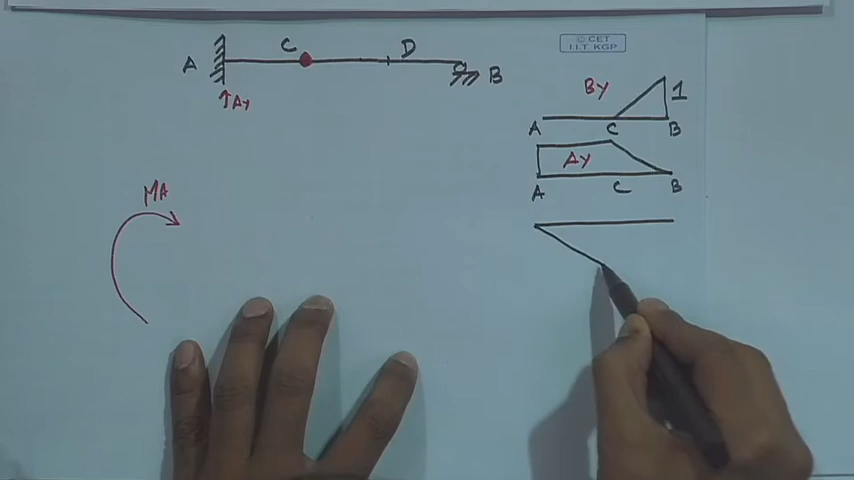 © CET
I.I.T. KGP
A C D B
Ay
By 1
A C B
Ay
A C B
MA